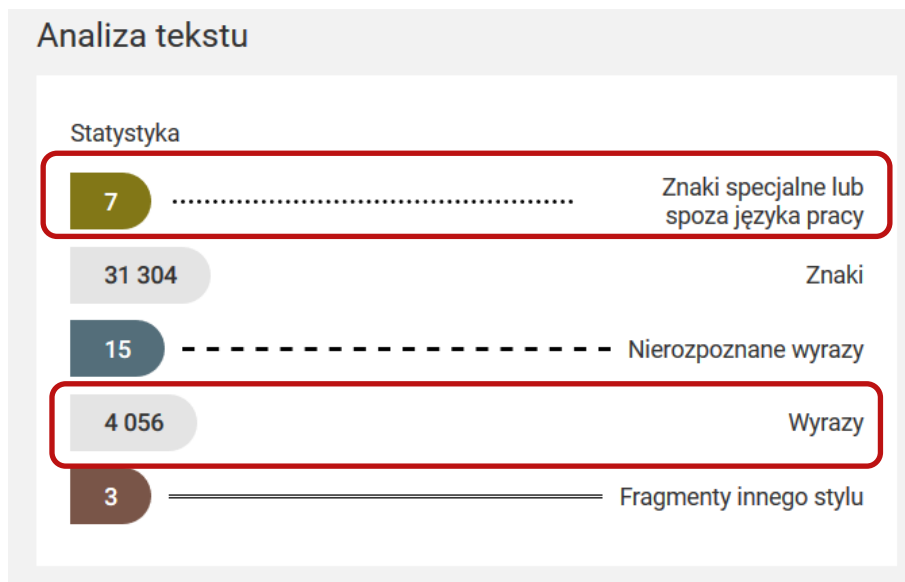 Analiza tekstu
Statystyka
7 Znaki specjalne lub
spoza języka pracy
31 304 Znaki
15 Nierozpoznane wyrazy
4 056 Wyrazy
3 Fragmenty innego stylu